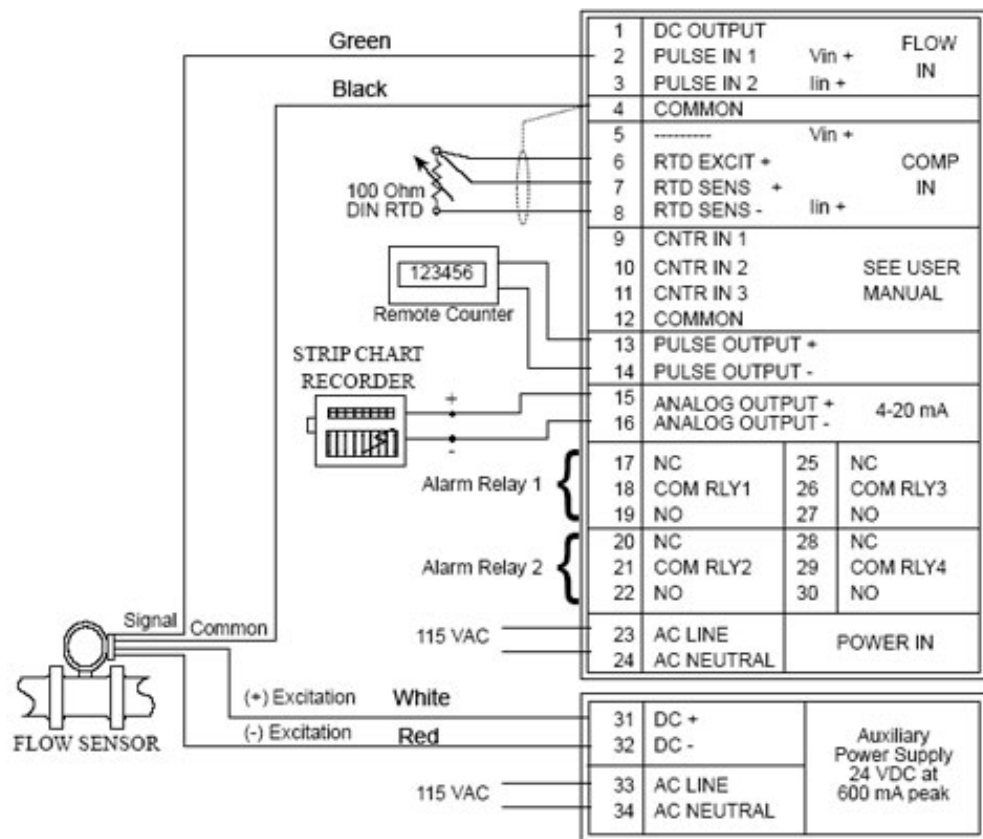 Green
Black
100 Ohm
DIN RTD
123456
Remote Counter
STRIP CHART
RECORDER
+
-
Alarm Relay 1
Alarm Relay 2
Signal
Common
115 VAC
(+) Excitation White
(-) Excitation Red
FLOW SENSOR
115 VAC
1 DC OUTPUT
2 PULSE IN 1 Vin +
3 PULSE IN 2 Iin +
FLOW
IN
4 COMMON
5 --------- Vin +
6 RTD EXCIT +
7 RTD SENS +
8 RTD SENS - Iin +
COMP
IN
9 CNTR IN 1
10 CNTR IN 2
11 CNTR IN 3
12 COMMON
SEE USER
MANUAL
13 PULSE OUTPUT +
14 PULSE OUTPUT -
15 ANALOG OUTPUT +
16 ANALOG OUTPUT -
4-20 mA
17 NC 25 NC
18 COM RLY1 26 COM RLY3
19 NO 27 NO
20 NC 28 NC
21 COM RLY2 29 COM RLY4
22 NO 30 NO
23 AC LINE
24 AC NEUTRAL
POWER IN
31 DC +
32 DC -
33 AC LINE
34 AC NEUTRAL
Auxiliary
Power Supply
24 VDC at
600 mA peak